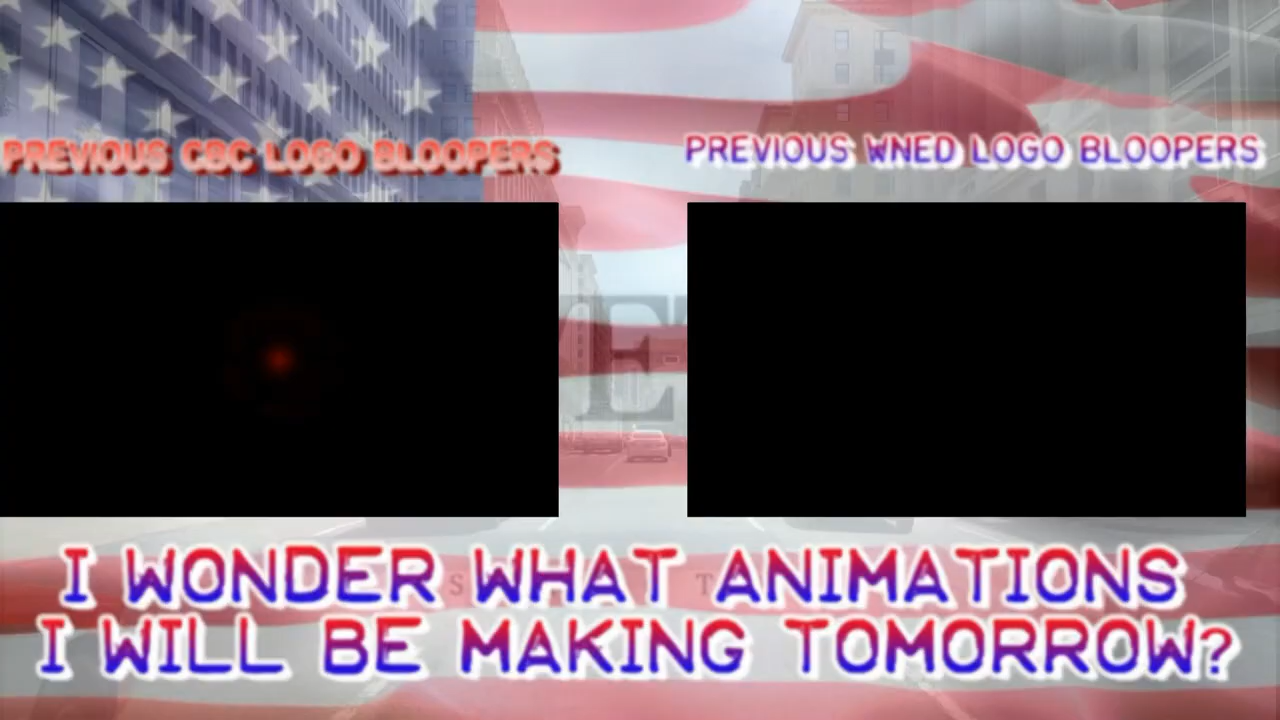 PREVIOUS CBC LOGO BLOOPERS
PREVIOUS WNED LOGO BLOOPERS
I WONDER WHAT ANIMATIONS
I WILL BE MAKING TOMORROW?